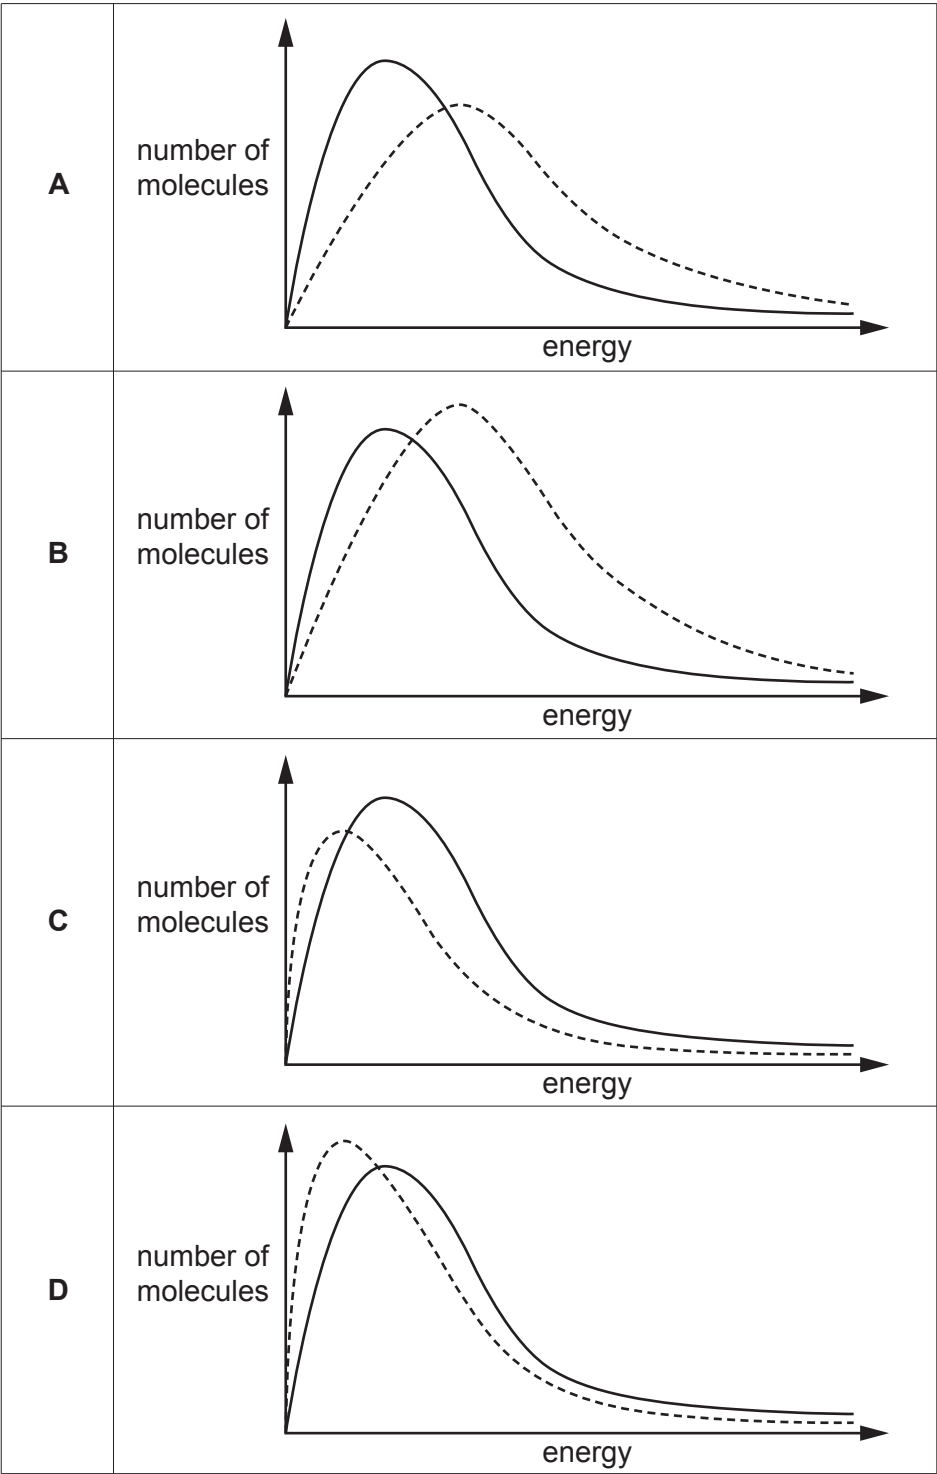 A
number of
molecules
energy
B
number of
molecules
energy
C
number of
molecules
energy
D
number of
molecules
energy